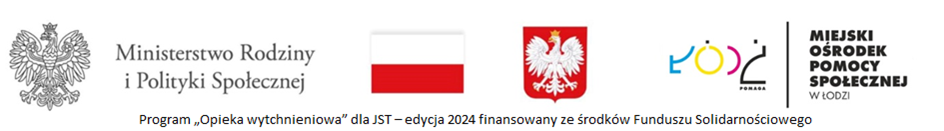 Ministerstwo Rodziny
i Polityki Społecznej
ŁÓDŹ
POMAGA
MIEJSKI
OŚRODEK
POMOCY
SPOŁECZNEJ
W ŁODZI
Program „Opieka wytchnieniowa” dla JST – edycja 2024 finansowany ze środków Funduszu Solidarnościowego